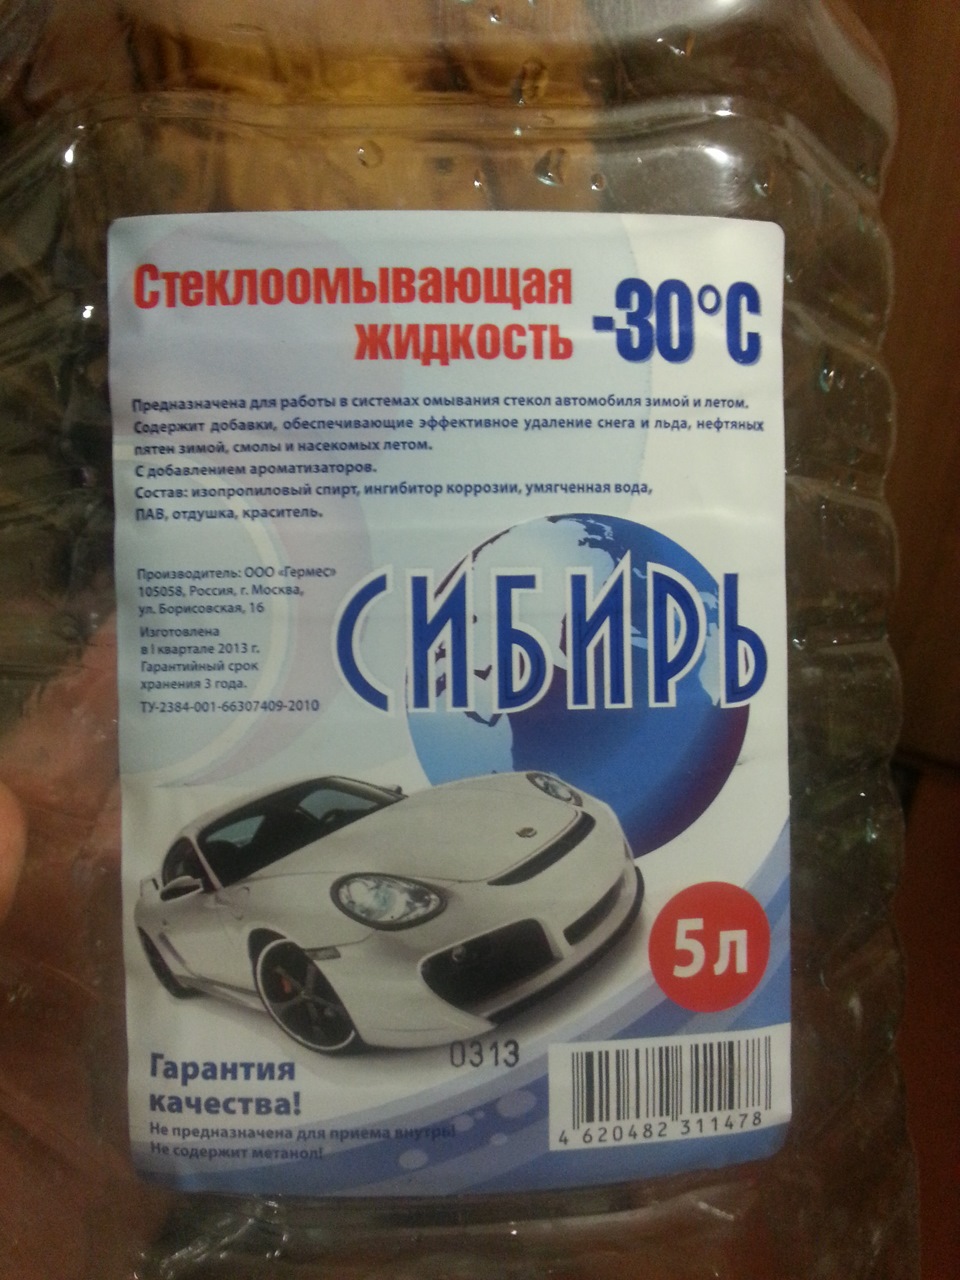 Стеклоомывающая
жидкость
-30°C
Предназначена для работы в системах омывания стекол автомобиля зимой и летом.
Содержит добавки, обеспечивающие эффективное удаление снега и льда, нефтяных
пятен зимой, смолы и насекомых летом.
С добавлением ароматизаторов.
Состав: изопропиловый спирт, ингибитор коррозии, умягченная вода,
ПАВ, отдушка, краситель.
Производитель: ООО «Гермес»
105058, Россия, г. Москва,
ул. Борисовская, 16
Изготовлена
в I квартале 2013 г.
Гарантийный срок
хранения 3 года.
ТУ-2384-001-66307409-2010
СИБИРЬ
5л
0313
Гарантия
качества!
Не предназначена для приема внутрь!
Не содержит метанол!
4 620482 311478